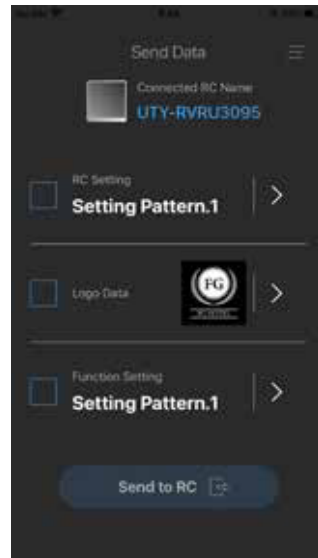 Send Data
Connected RC Name
UTY-RVRU3095
RC Setting
Setting Pattern.1
Logo Data
FG
Function Setting
Setting Pattern.1
Send to RC